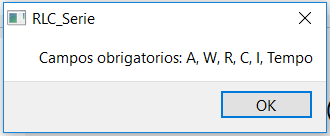 RLC_Serie
Campos obrigatorios: A, W, R, C, I, Tempo
OK